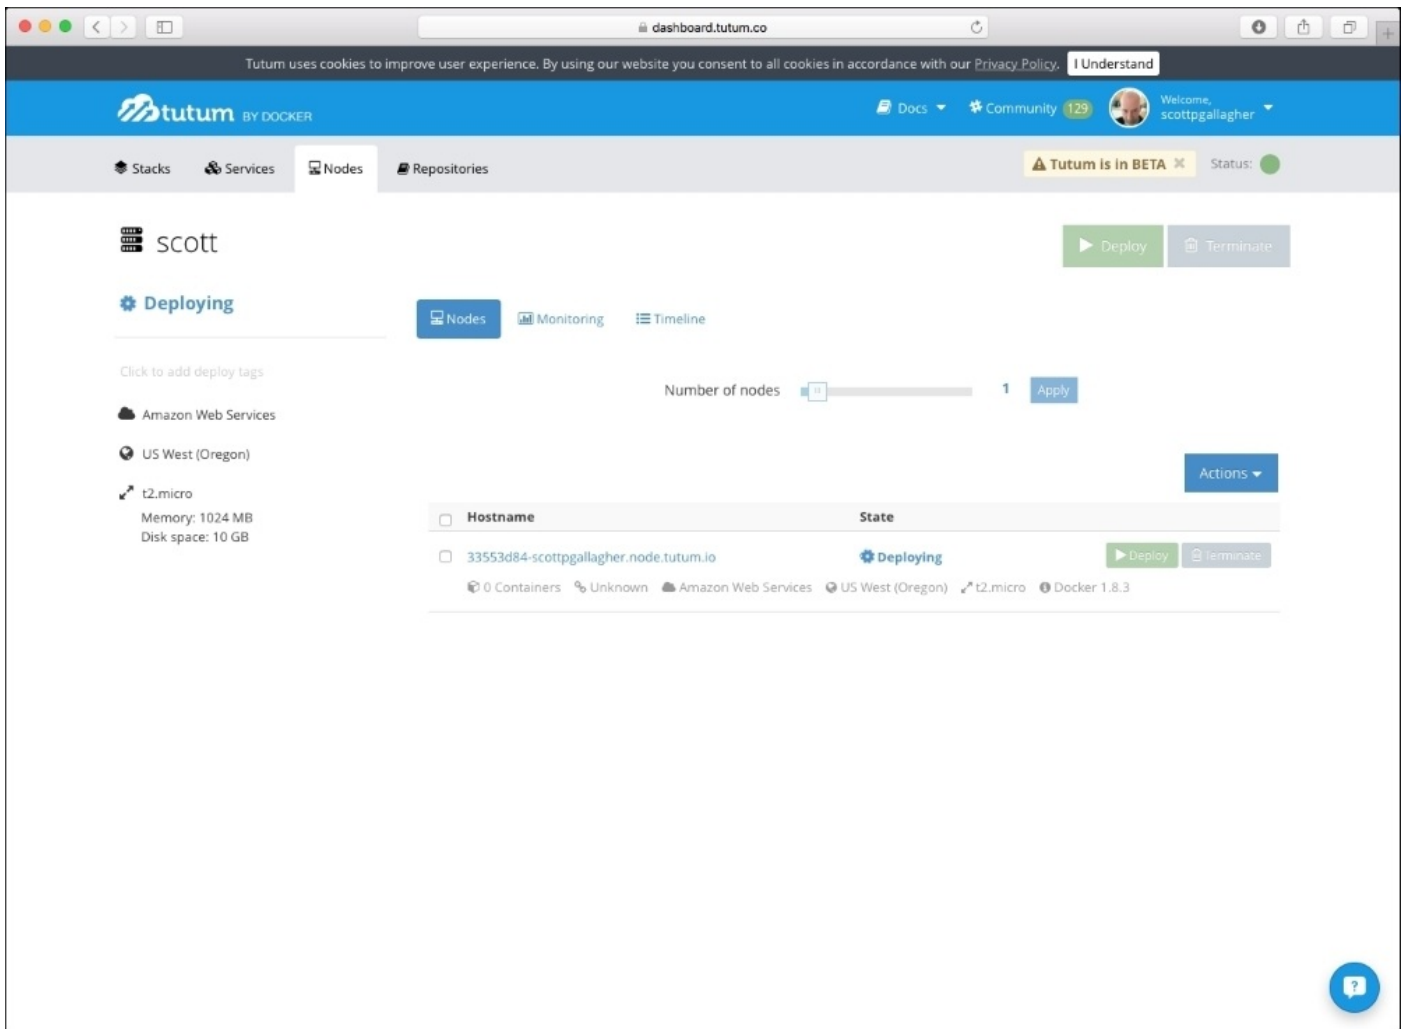 dashboard.tutum.co
Tutum uses cookies to improve user experience. By using our website you consent to all cookies in accordance with our Privacy Policy. I Understand
tutum BY DOCKER Docs Community 129 Welcome, scottpgallagher
Stacks Services Nodes Repositories Tutum is in BETA Status:
scott Deploy Terminate
Deploying
Nodes Monitoring Timeline
Click to add deploy tags
Number of nodes 1 Apply
Amazon Web Services
US West (Oregon)
Actions
t2.micro
Memory: 1024 MB
Disk space: 10 GB
Hostname State
33553d84-scottpgallagher.node.tutum.io Deploying Deploy Terminate
0 Containers Unknown Amazon Web Services US West (Oregon) t2.micro Docker 1.8.3